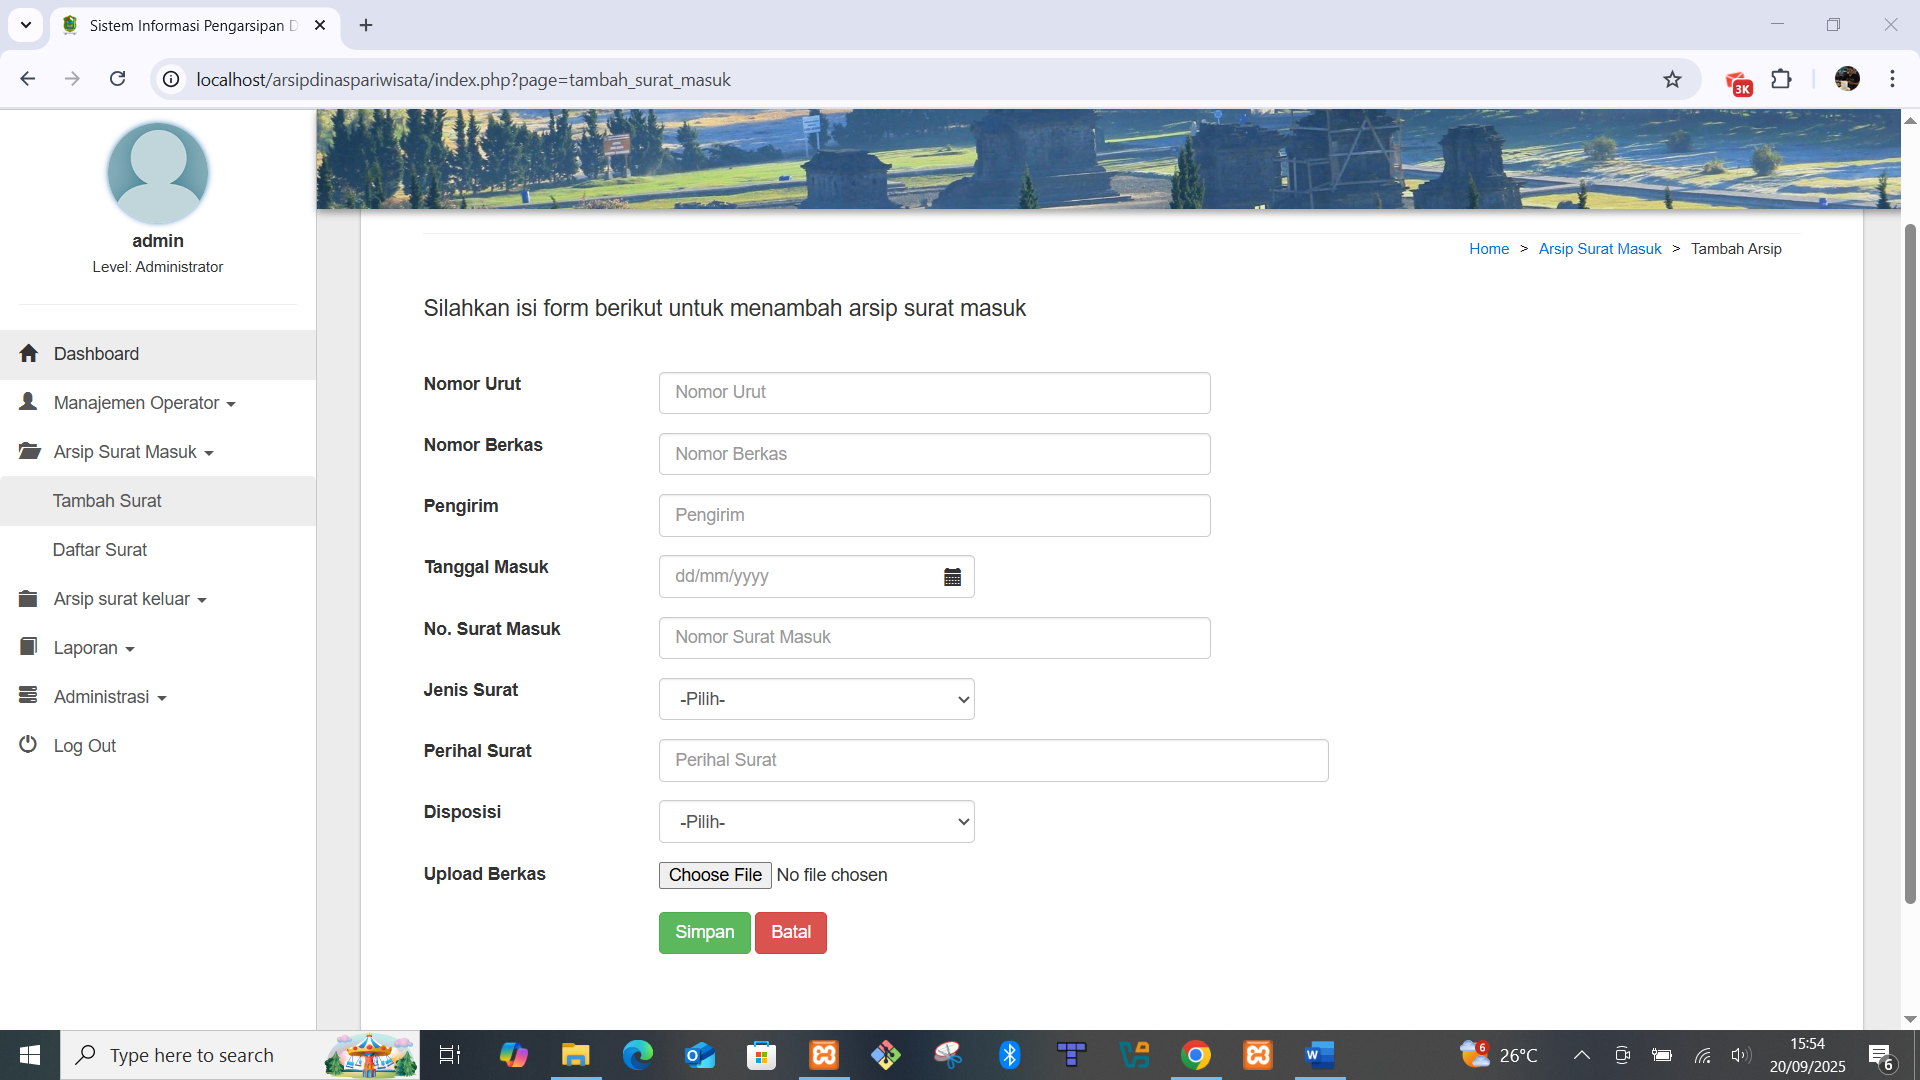 Sistem Informasi Pengarsipan D
localhost/arsipdinaspariwisata/index.php?page=tambah_surat_masuk
3K
admin
Level: Administrator
Dashboard
Manajemen Operator
Arsip Surat Masuk
Tambah Surat
Daftar Surat
Arsip surat keluar
Laporan
Administrasi
Log Out
Home > Arsip Surat Masuk > Tambah Arsip
Silahkan isi form berikut untuk menambah arsip surat masuk
Nomor Urut
Nomor Urut
Nomor Berkas
Nomor Berkas
Pengirim
Pengirim
Tanggal Masuk
dd/mm/yyyy
No. Surat Masuk
Nomor Surat Masuk
Jenis Surat
-Pilih-
Perihal Surat
Perihal Surat
Disposisi
-Pilih-
Upload Berkas
Choose File No file chosen
Simpan Batal
Type here to search
6
26°C
15:54
20/09/2025
6